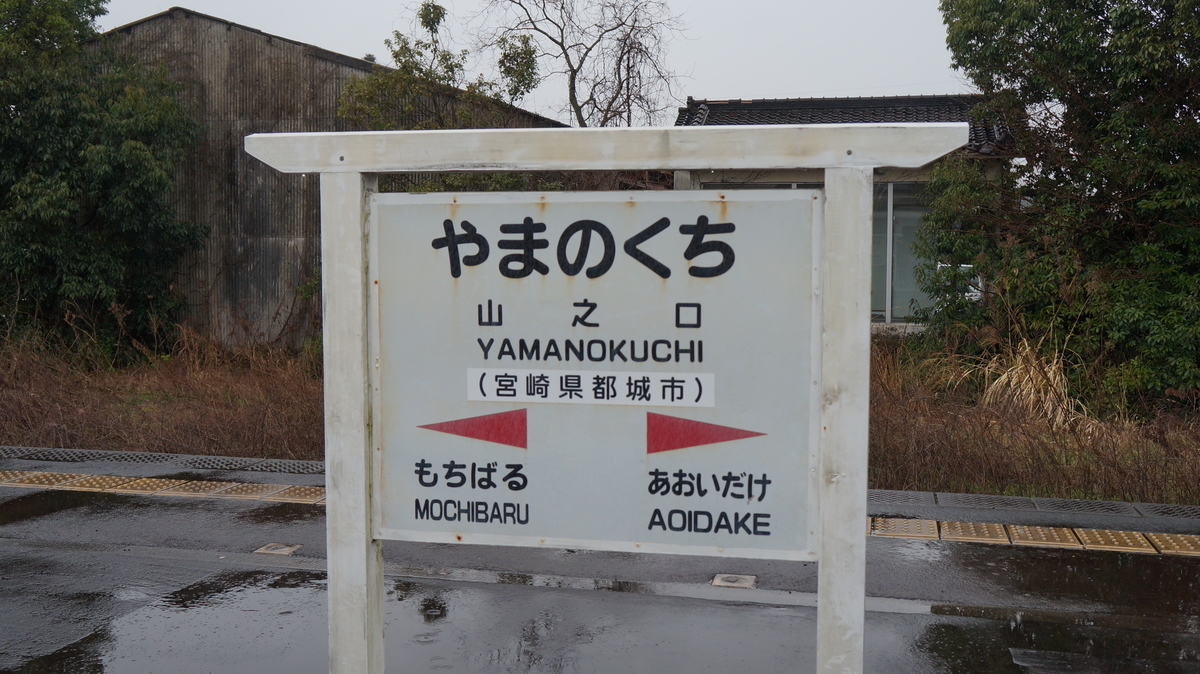 やまのくち
山之口
YAMANOKUCHI
(宮崎県都城市)
もちばる あおいだけ
MOCHIBARU AOIDAKE